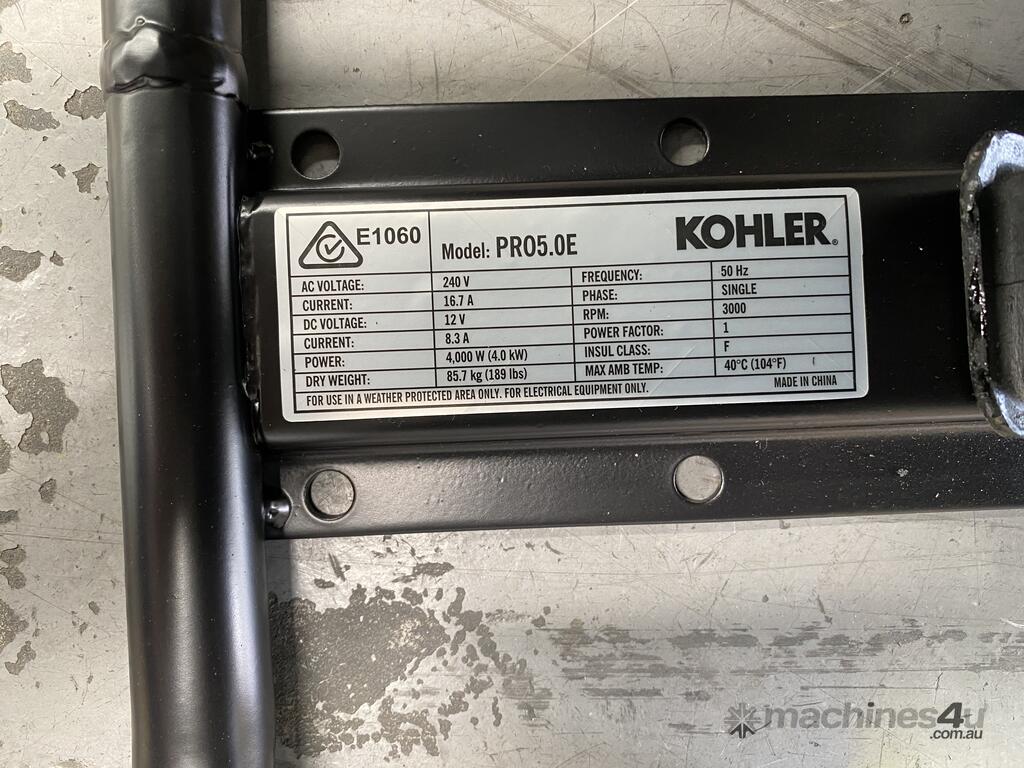 E1060
Model: PRO5.0E
KOHLER®
AC VOLTAGE: 240 V FREQUENCY: 50 Hz
CURRENT: 16.7 A PHASE: SINGLE
DC VOLTAGE: 12 V RPM: 3000
CURRENT: 8.3 A POWER FACTOR: 1
POWER: 4,000 W (4.0 kW) INSUL CLASS: F
DRY WEIGHT: 85.7 kg (189 lbs) MAX AMB TEMP: 40°C (104°F)
FOR USE IN A WEATHER PROTECTED AREA ONLY. FOR ELECTRICAL EQUIPMENT ONLY. MADE IN CHINA
machines4u
.com.au